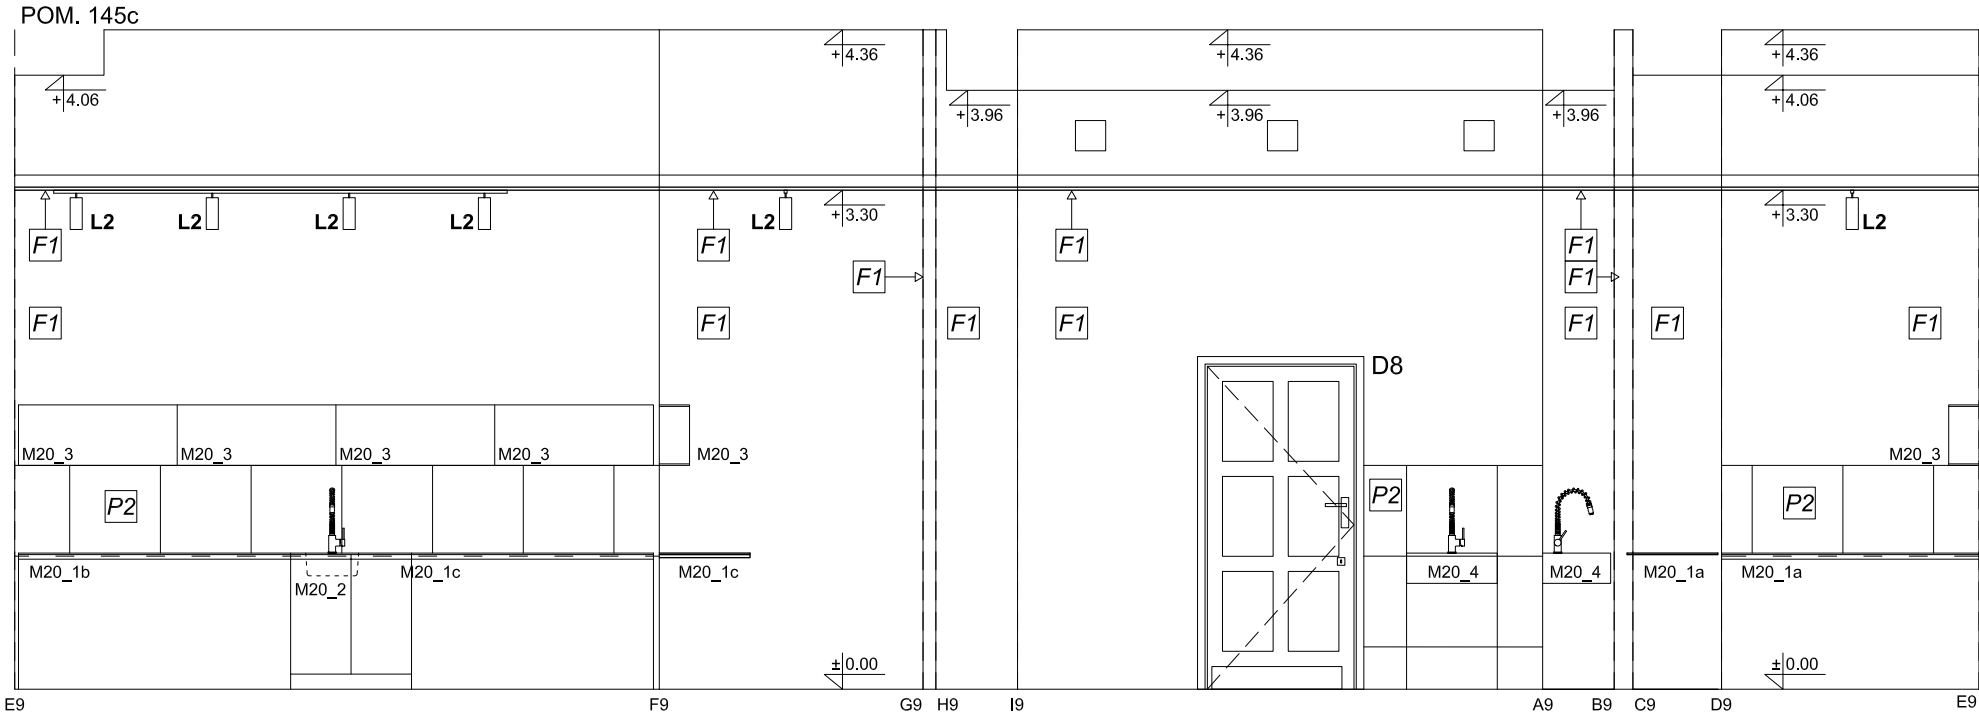 POM. 145c
+4.36
+4.36
+4.36
+4.06
+3.96
+3.96
+3.96
+4.06
L2
L2
L2
L2
L2
+3.30
+3.30
L2
F1
F1
F1
F1
F1
F1
F1
F1
F1
F1
F1
F1
F1
D8
M20_3
M20_3
M20_3
M20_3
M20_3
M20_3
P2
P2
P2
M20_1b
M20_2
M20_1c
M20_1c
M20_4
M20_4
M20_1a
M20_1a
±0.00
±0.00
E9
F9
G9
H9
I9
A9
B9
C9
D9
E9